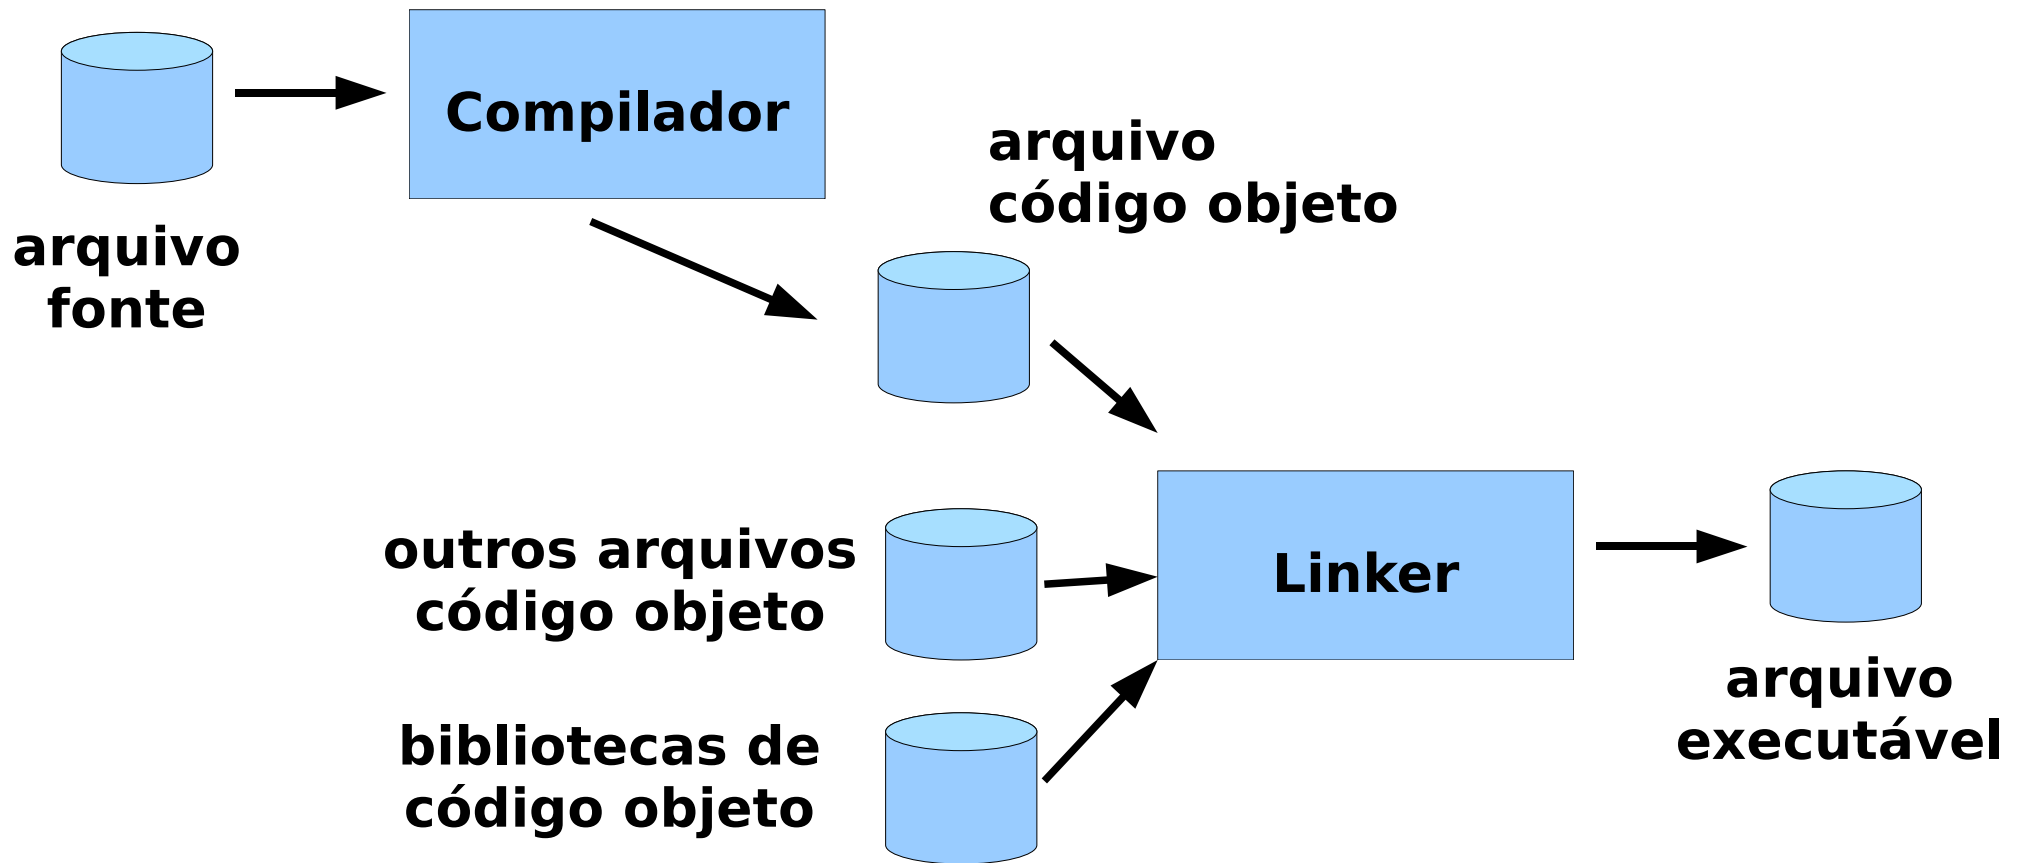 Compilador
arquivo
código objeto
arquivo
fonte
outros arquivos
código objeto
Linker
bibliotecas de
código objeto
arquivo
executável